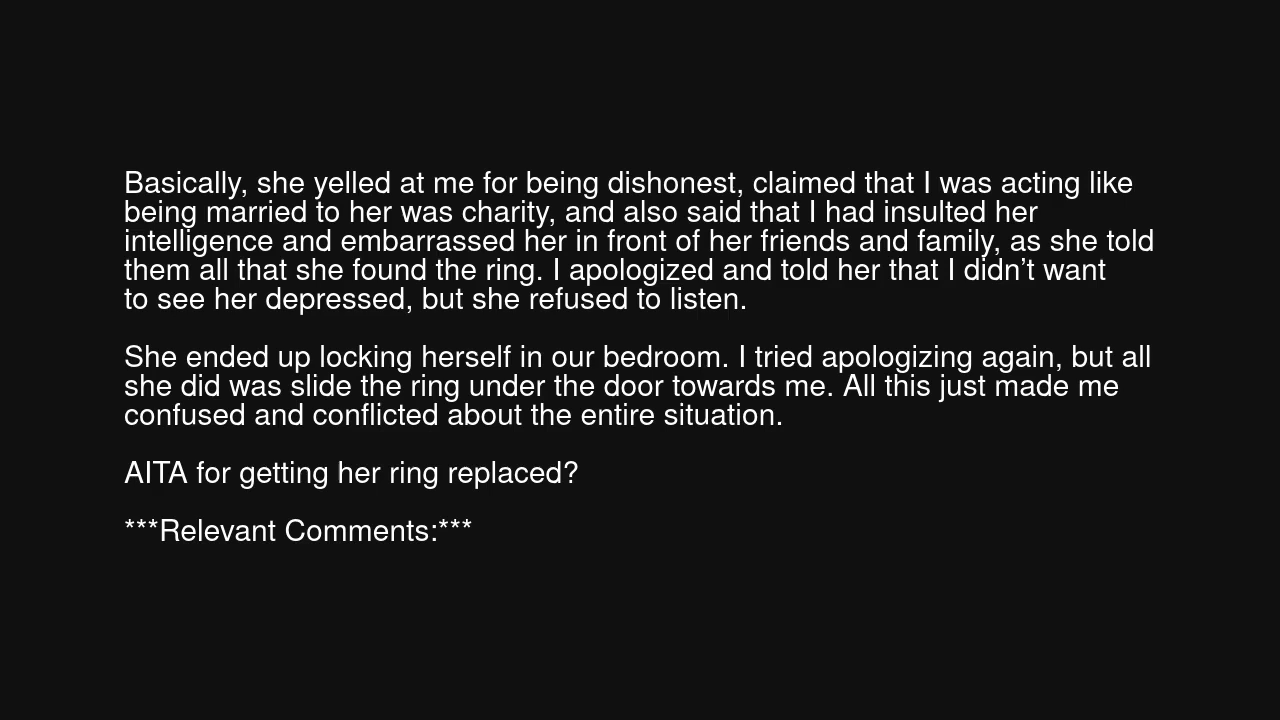 Basically, she yelled at me for being dishonest, claimed that I was acting like
being married to her was charity, and also said that I had insulted her
intelligence and embarrassed her in front of her friends and family, as she told
them all that she found the ring. I apologized and told her that I didn’t want
to see her depressed, but she refused to listen.
She ended up locking herself in our bedroom. I tried apologizing again, but all
she did was slide the ring under the door towards me. All this just made me
confused and conflicted about the entire situation.
AITA for getting her ring replaced?
***Relevant Comments:***